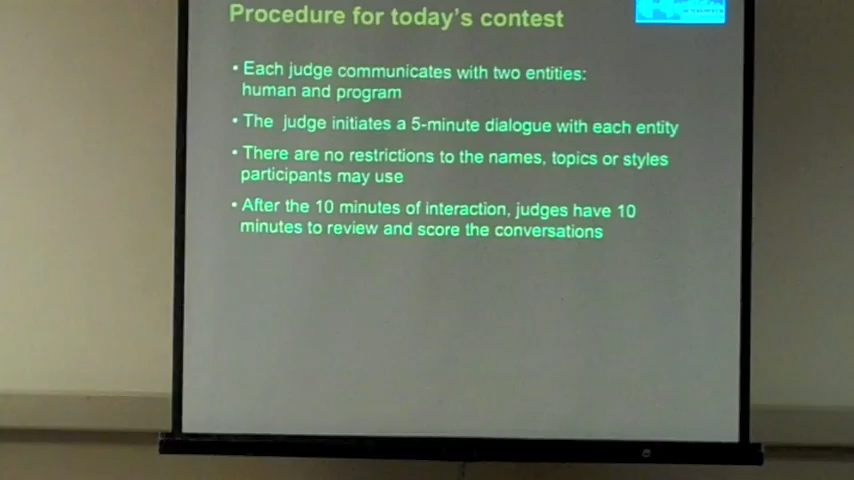 Procedure for today's contest
• Each judge communicates with two entities:
human and program
• The judge initiates a 5-minute dialogue with each entity
• There are no restrictions to the names, topics or styles
participants may use
• After the 10 minutes of interaction, judges have 10
minutes to review and score the conversations